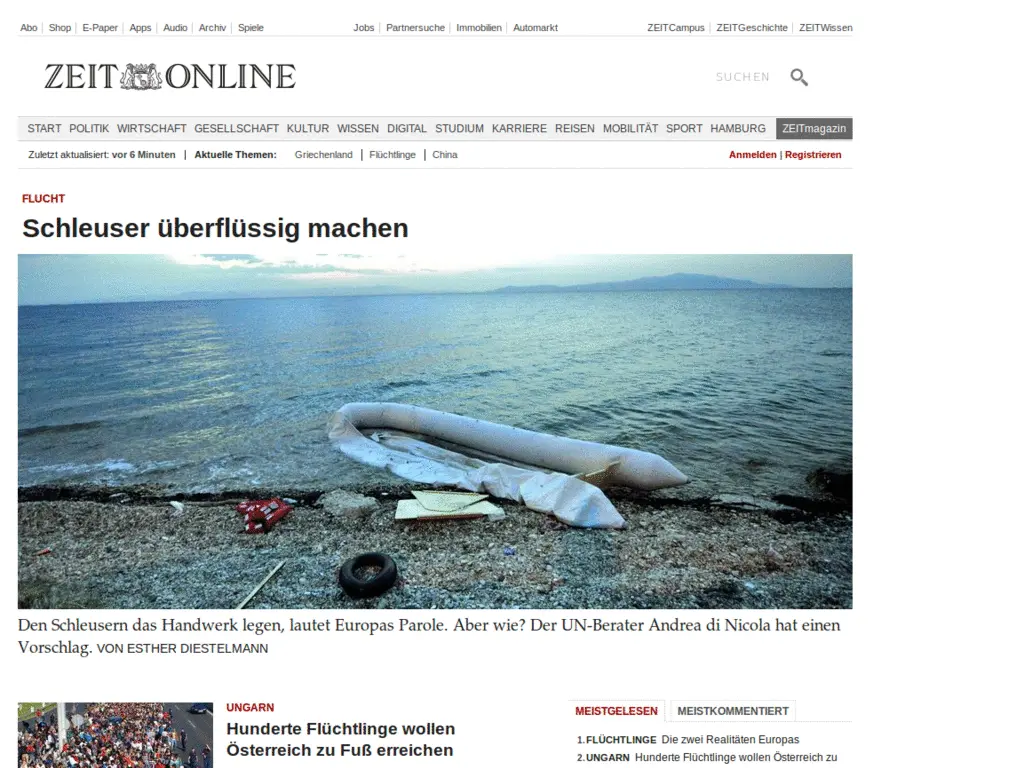 Abo Shop E-Paper Apps Audio Archiv Spiele Jobs Partnersuche Immobilien Automarkt ZEITCampus ZEITGeschichte ZEITWissen
ZEIT ONLINE SUCHEN
START POLITIK WIRTSCHAFT GESELLSCHAFT KULTUR WISSEN DIGITAL STUDIUM KARRIERE REISEN MOBILITÄT SPORT HAMBURG ZEITmagazin
Zuletzt aktualisiert: vor 6 Minuten | Aktuelle Themen: Griechenland | Flüchtlinge | China Anmelden | Registrieren
FLUCHT
Schleuser überflüssig machen
Den Schleusern das Handwerk legen, lautet Europas Parole. Aber wie? Der UN-Berater Andrea di Nicola hat einen
Vorschlag. VON ESTHER DIESTELMANN
UNGARN
Hunderte Flüchtlinge wollen
Österreich zu Fuß erreichen
MEISTGELESEN MEISTKOMMENTIERT
1. FLÜCHTLINGE Die zwei Realitäten Europas
2. UNGARN Hunderte Flüchtlinge wollen Österreich zu